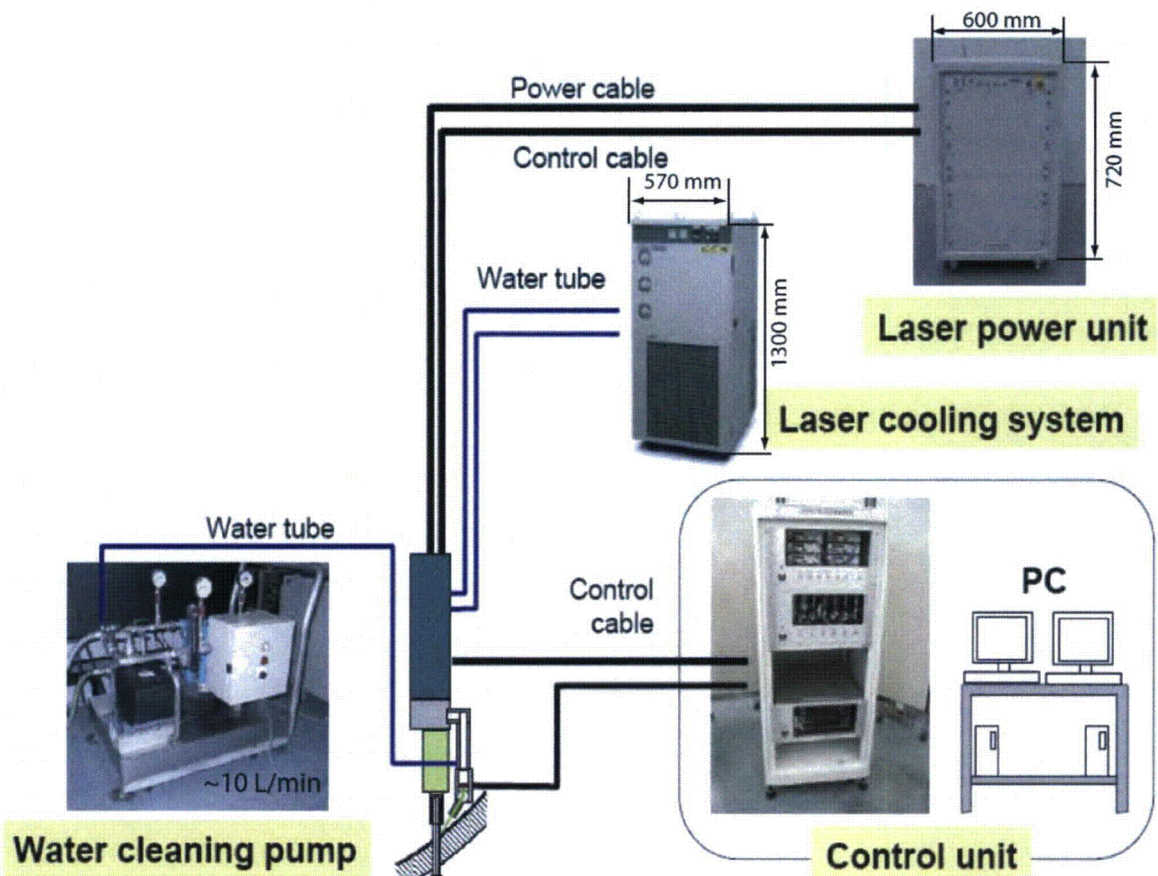 600 mm
Power cable
Control cable
720 mm
570 mm
Water tube
1300 mm
Laser power unit
Laser cooling system
Water tube
Control
cable
PC
~10 L/min
Water cleaning pump
Control unit